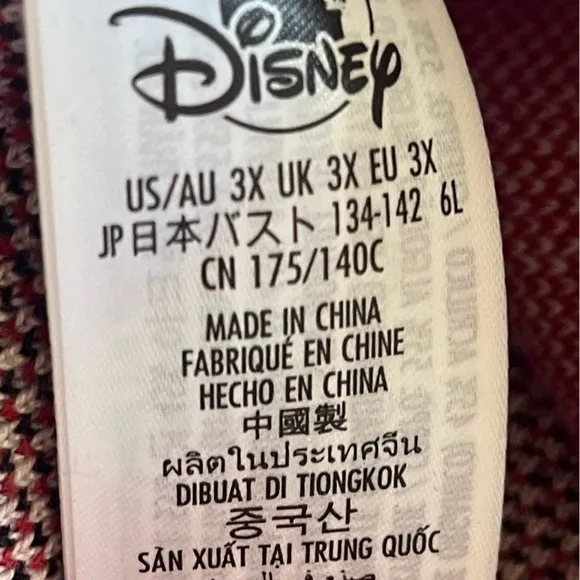 Disney
US/AU 3X UK 3X EU 3X
JP日本バスト 134-142 6L
CN 175/140C
MADE IN CHINA
FABRIQUÉ EN CHINE
HECHO EN CHINA
中國製
ผลิตในประเทศจีน
DIBUAT DI TIONGKOK
중국산
SẢN XUẤT TẠI TRUNG QUỐC